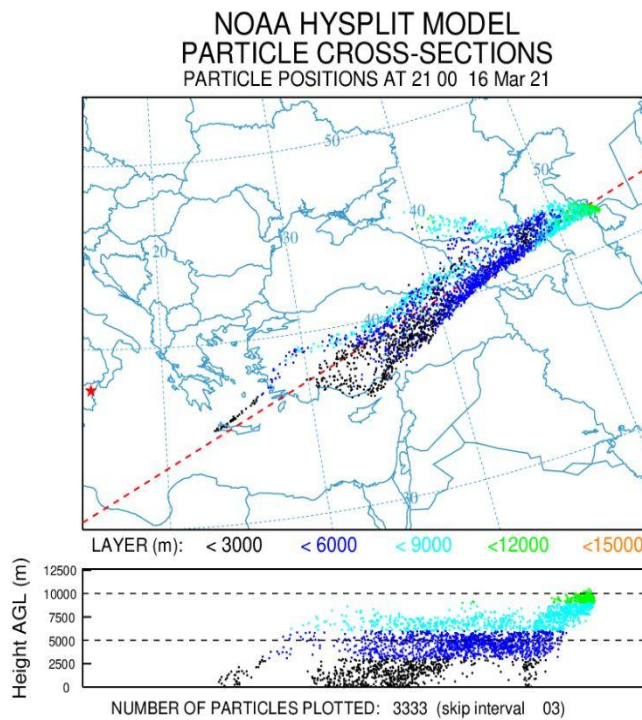 NOAA HYSPLIT MODEL
PARTICLE CROSS-SECTIONS
PARTICLE POSITIONS AT 21 00 16 Mar 21
50
50
40
20
30
40
30
LAYER (m): < 3000 < 6000 < 9000 <12000 <15000
Height AGL (m)
12500
10000
7500
5000
2500
0
NUMBER OF PARTICLES PLOTTED: 3333 (skip interval 03)